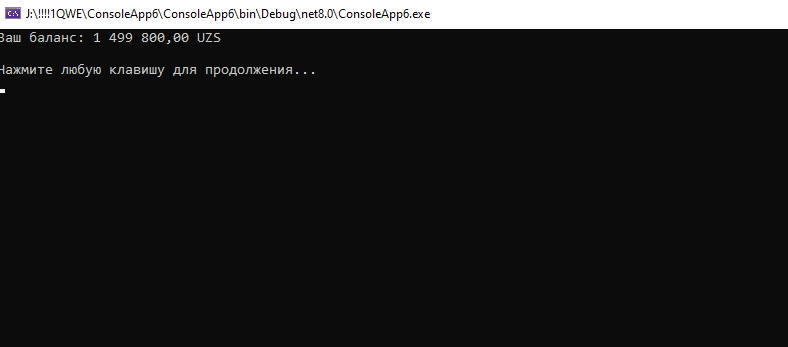 J:\!!!!1QWE\ConsoleApp6\ConsoleApp6\bin\Debug\net8.0\ConsoleApp6.exe
Ваш баланс: 1 499 800,00 UZS
Нажмите любую клавишу для продолжения...